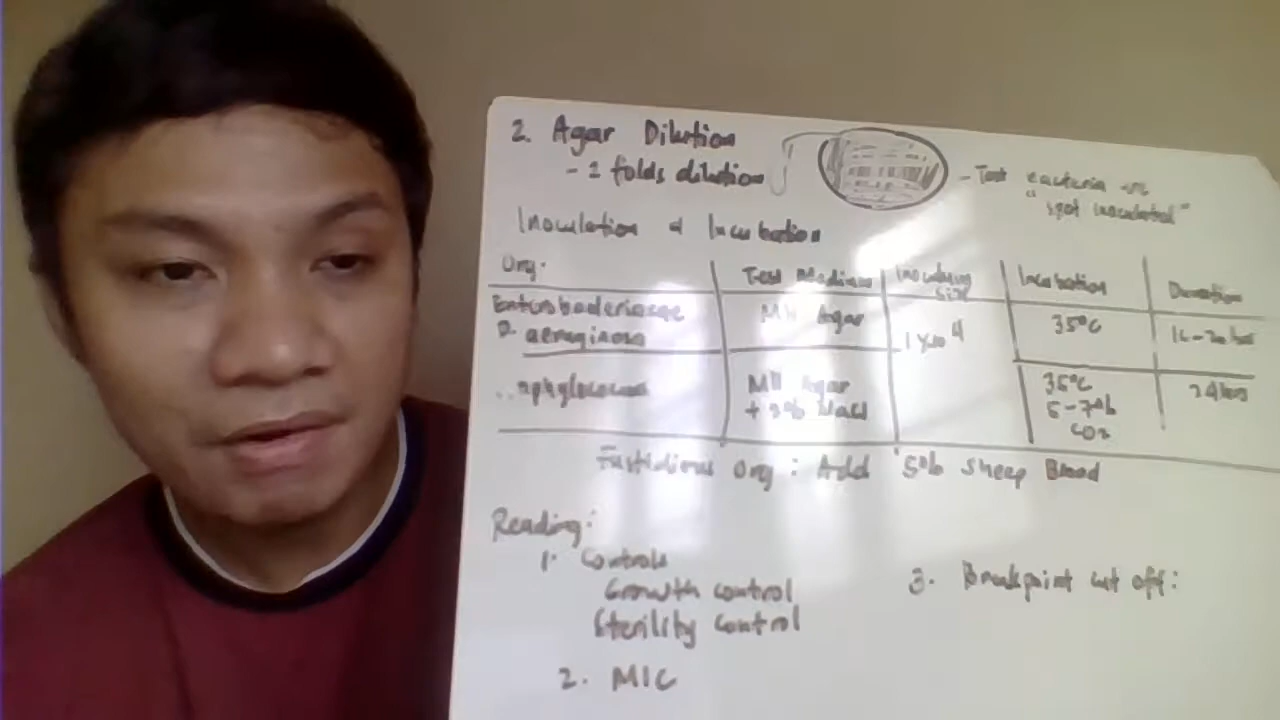 2. Agar Dilution
- 2 folds dilution
- Test bacteria is
"spot inoculated"
Inoculation & Incubation
Org. Test Medium Inoculum size Incubation Duration
Enterobacteriaceae MH Agar 35°C 16-20 hrs
P. aeruginosa 1 x 10 4
MH Agar 35°C 24 hrs
+ 2% NaCl 5-7%
CO2
Fastidious Org : Add 5% Sheep Blood
Reading:
1. Controls
Growth control
Sterility control
2. MIC
3. Breakpoint cut off: